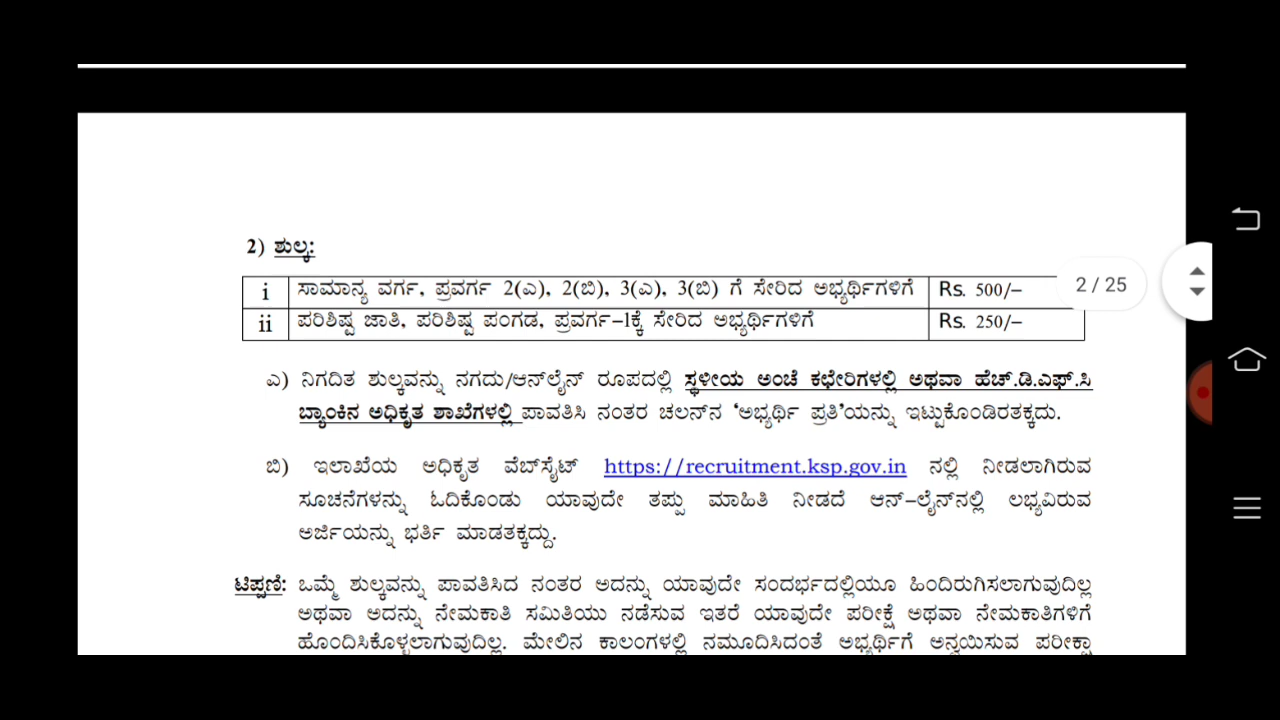 2) ಶುಲ್ಕ:
i ಸಾಮಾನ್ಯ ವರ್ಗ, ಪ್ರವರ್ಗ 2(ಎ), 2(ಬಿ), 3(ಎ), 3(ಬಿ) ಗೆ ಸೇರಿದ ಅಭ್ಯರ್ಥಿಗಳಿಗೆ Rs. 500/–
2 / 25
ii ಪರಿಶಿಷ್ಟ ಜಾತಿ, ಪರಿಶಿಷ್ಟ ಪಂಗಡ, ಪ್ರವರ್ಗ–1ಕ್ಕೆ ಸೇರಿದ ಅಭ್ಯರ್ಥಿಗಳಿಗೆ Rs. 250/–
ಎ) ನಿಗದಿತ ಶುಲ್ಕವನ್ನು ನಗದು/ಆನ್‌ಲೈನ್ ರೂಪದಲ್ಲಿ ಸ್ಥಳೀಯ ಅಂಚೆ ಕಛೇರಿಗಳಲ್ಲಿ ಅಥವಾ ಹೆಚ್.ಡಿ.ಎಫ್.ಸಿ
ಬ್ಯಾಂಕಿನ ಅಧಿಕೃತ ಶಾಖೆಗಳಲ್ಲಿ ಪಾವತಿಸಿ ನಂತರ ಚಲನ್‌ನ ‘ಅಭ್ಯರ್ಥಿ ಪ್ರತಿ’ಯನ್ನು ಇಟ್ಟುಕೊಂಡಿರತಕ್ಕದು.
ಬಿ) ಇಲಾಖೆಯ ಅಧಿಕೃತ ವೆಬ್‌ಸೈಟ್ https://recruitment.ksp.gov.in ನಲ್ಲಿ ನೀಡಲಾಗಿರುವ
ಸೂಚನೆಗಳನ್ನು ಓದಿಕೊಂಡು ಯಾವುದೇ ತಪ್ಪು ಮಾಹಿತಿ ನೀಡದೆ ಆನ್–ಲೈನ್‌ನಲ್ಲಿ ಲಭ್ಯವಿರುವ
ಅರ್ಜಿಯನ್ನು ಭರ್ತಿ ಮಾಡತಕ್ಕದ್ದು.
ಟಿಪ್ಪಣಿ: ಒಮ್ಮೆ ಶುಲ್ಕವನ್ನು ಪಾವತಿಸಿದ ನಂತರ ಅದನ್ನು ಯಾವುದೇ ಸಂದರ್ಭದಲ್ಲಿಯೂ ಹಿಂದಿರುಗಿಸಲಾಗುವುದಿಲ್ಲ
ಅಥವಾ ಅದನ್ನು ನೇಮಕಾತಿ ಸಮಿತಿಯು ನಡೆಸುವ ಇತರೆ ಯಾವುದೇ ಪರೀಕ್ಷೆ ಅಥವಾ ನೇಮಕಾತಿಗಳಿಗೆ
ಹೊಂದಿಸಿಕೊಳ್ಳಲಾಗುವುದಿಲ್ಲ. ಮೇಲಿನ ಕಾಲಂಗಳಲ್ಲಿ ನಮೂದಿಸಿದಂತೆ ಅಭ್ಯರ್ಥಿಗೆ ಅನ್ವಯಿಸುವ ಪರೀಕ್ಷಾ